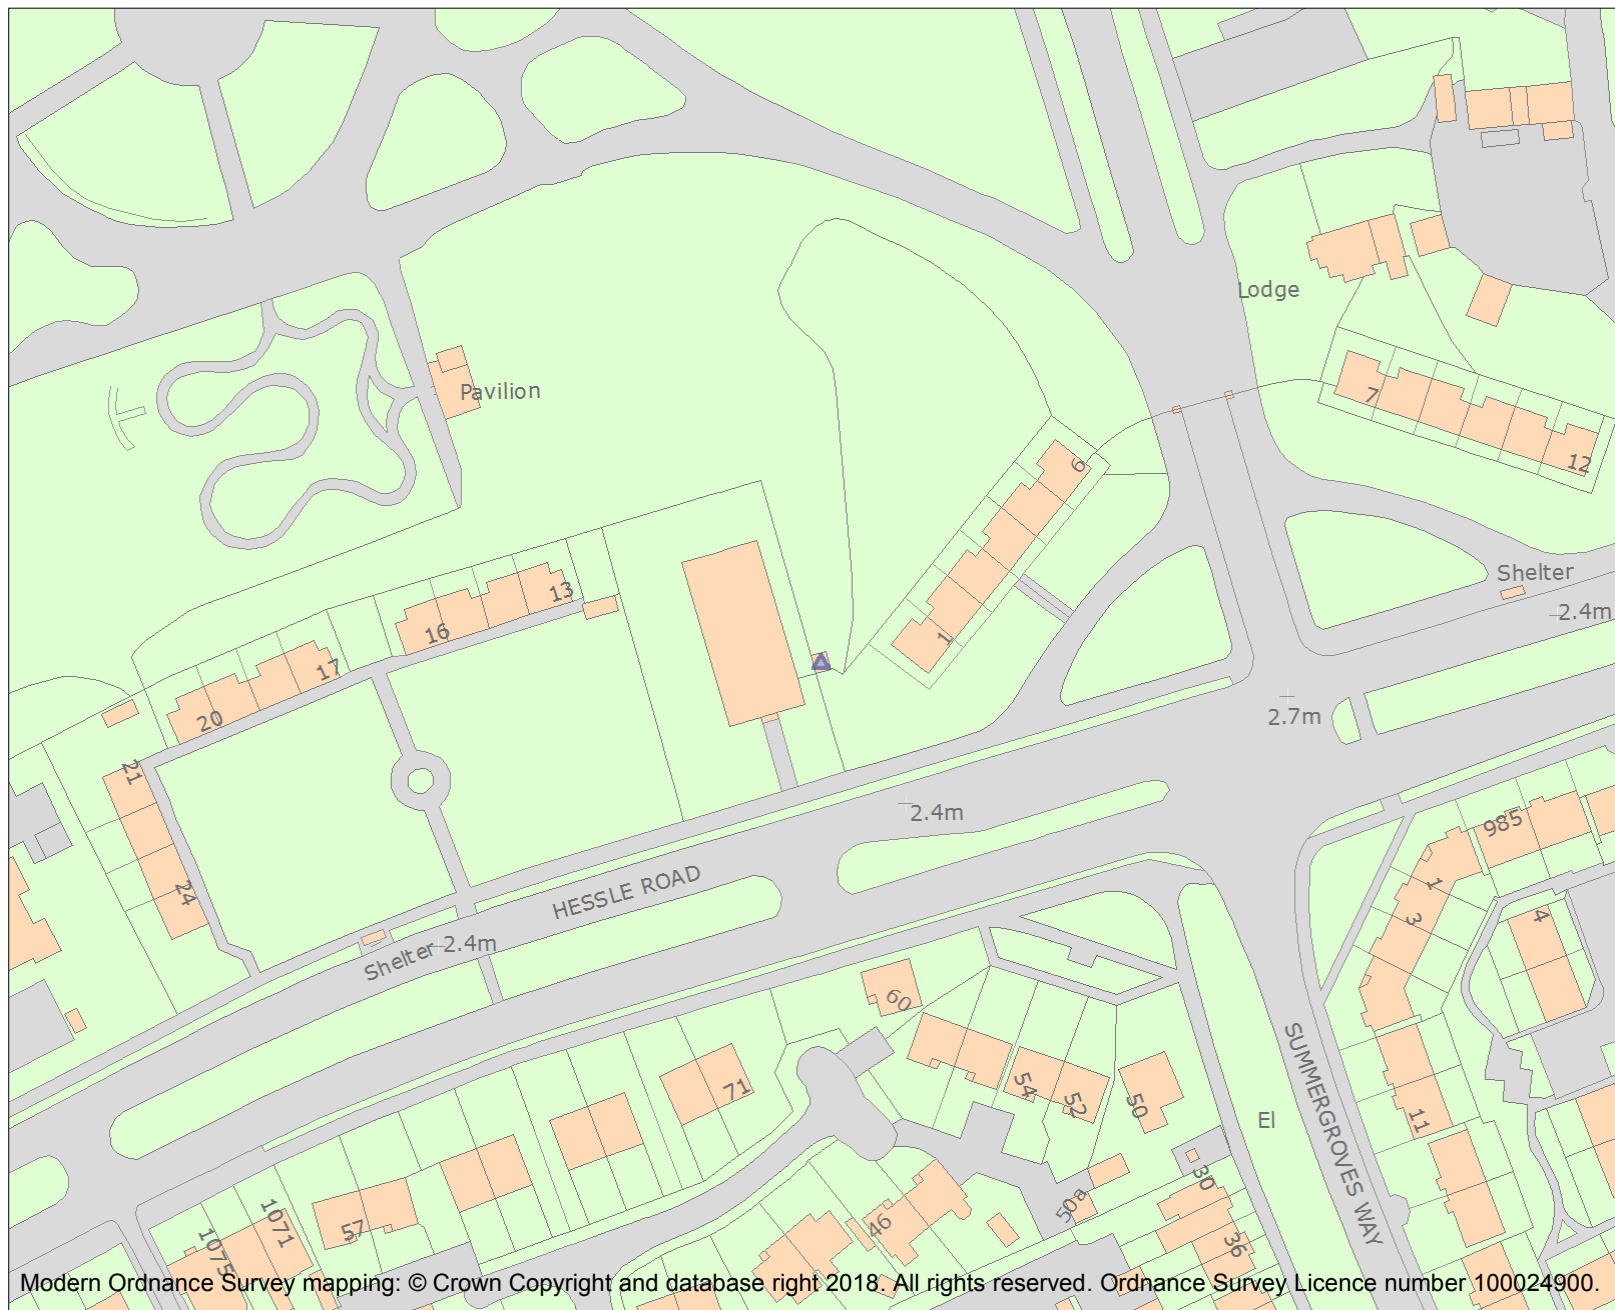 Lodge
Pavilion
7
12
6
Shelter
2.4m
13
16
1
17
20
2.7m
21
2.4m
985
HESSLE ROAD
1
24
3
4
Shelter
2.4m
60
SUMMERGROVES WAY
54
52
50
71
El
11
30
50a
1071
57
46
1075
36
Modern Ordnance Survey mapping: © Crown Copyright and database right 2018. All rights reserved. Ordnance Survey Licence number 100024900.